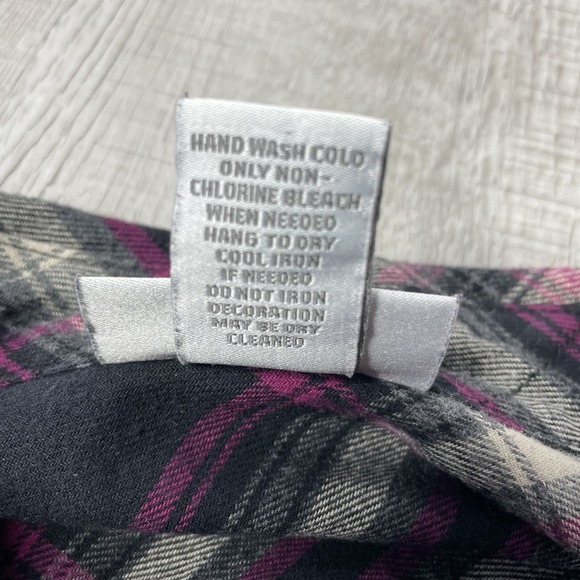 HAND WASH COLD
ONLY NON-
CHLORINE BLEACH
WHEN NEEDED
HANG TO DRY
COOL IRON
IF NEEDED
DO NOT IRON
DECORATION
MAY BE DRY
CLEANED